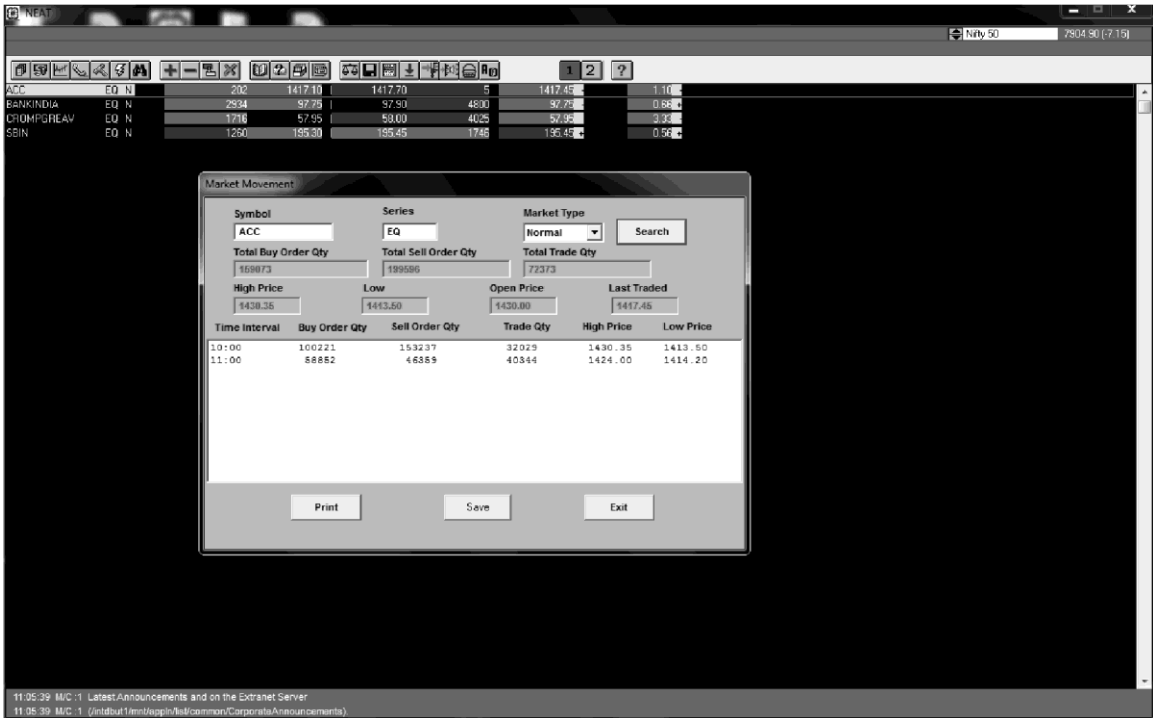 NEAT
Nifty 50 7904.90 (-7.15)
1 2 ?
ACC EQ N 202 1417.10 1417.70 5 1417.45 - 1.10 -
BANKINDIA EQ N 2934 97.75 97.90 4800 97.75 - 0.66 +
CROMPGREAV EQ N 1716 57.95 58.00 4025 57.95 3.33 -
SBIN EQ N 1260 195.30 195.45 1746 195.45 + 0.56 +
Market Movement
Symbol Series Market Type
ACC EQ Normal Search
Total Buy Order Qty Total Sell Order Qty Total Trade Qty
159073 199596 72373
High Price Low Open Price Last Traded
1430.35 1413.50 1430.00 1417.45
Time Interval Buy Order Qty Sell Order Qty Trade Qty High Price Low Price
10:00 100221 153237 32029 1430.35 1413.50
11:00 58852 46359 40344 1424.00 1414.20
Print Save Exit
11:05:39 M/C :1 Latest Announcements and on the Extranet Server
11:05:39 M/C :1 (/intdbut1/mnt/appln/list/common/CorporateAnnouncements).